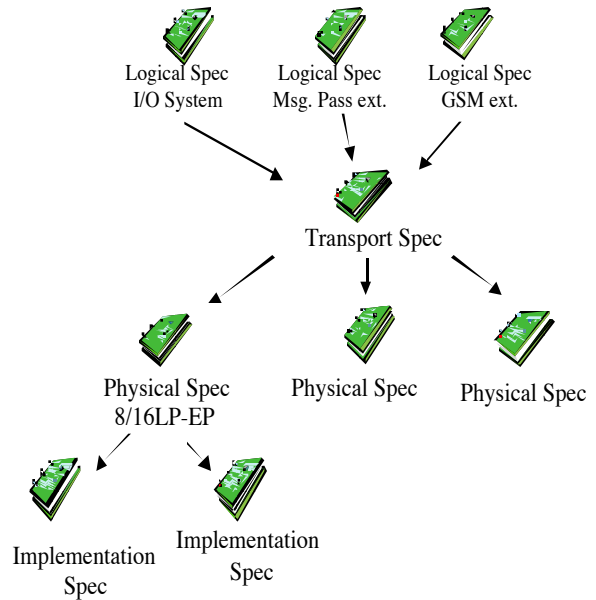 Logical Spec
I/O System
Logical Spec
Msg. Pass ext.
Logical Spec
GSM ext.
Transport Spec
Physical Spec
8/16LP-EP
Physical Spec
Physical Spec
Implementation
Spec
Implementation
Spec